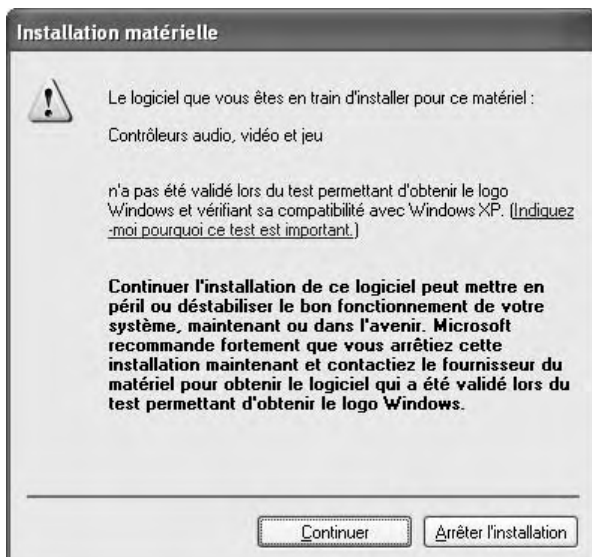 Installation matérielle
Le logiciel que vous êtes en train d'installer pour ce matériel :
Contrôleurs audio, vidéo et jeu
n'a pas été validé lors du test permettant d'obtenir le logo
Windows et vérifiant sa compatibilité avec Windows XP. (Indiquez
-moi pourquoi ce test est important.)
Continuer l'installation de ce logiciel peut mettre en
péril ou déstabiliser le bon fonctionnement de votre
système, maintenant ou dans l'avenir. Microsoft
recommande fortement que vous arrêtiez cette
installation maintenant et contactiez le fournisseur du
matériel pour obtenir le logiciel qui a été validé lors du
test permettant d'obtenir le logo Windows.
Continuer
Arrêter l'installation